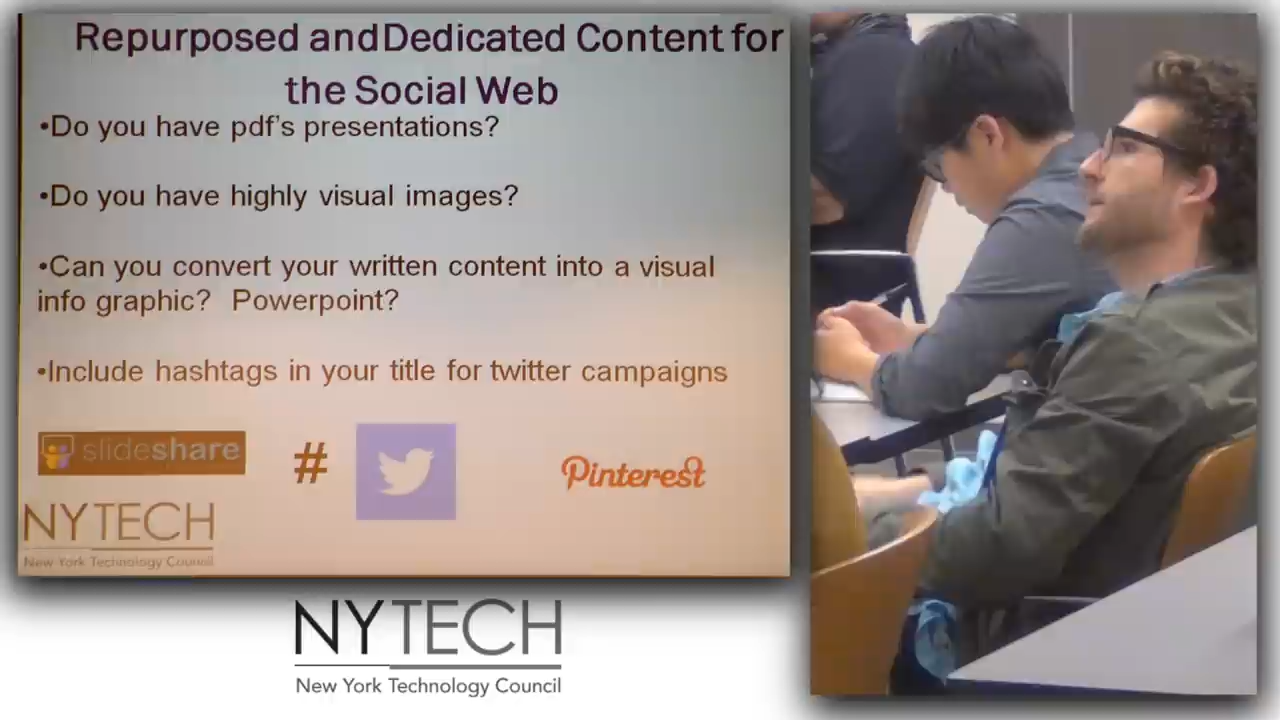 Repurposed and Dedicated Content for
the Social Web
•Do you have pdf's presentations?
•Do you have highly visual images?
•Can you convert your written content into a visual
info graphic? Powerpoint?
•Include hashtags in your title for twitter campaigns
slideshare
#
Pinterest
NYTECH
New York Technology Council
NYTECH
New York Technology Council